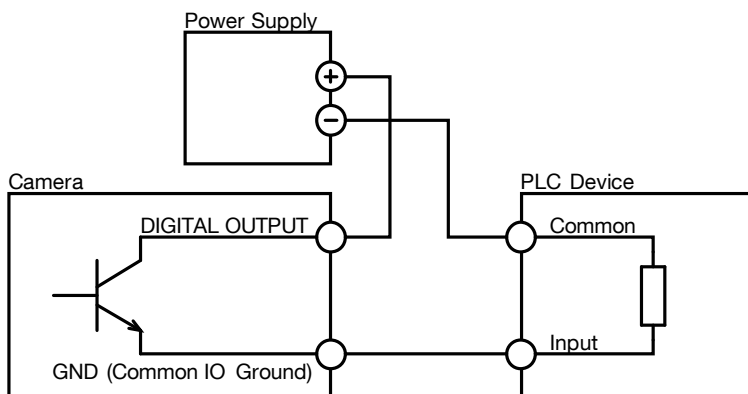 Power Supply
+
−
Camera
PLC Device
DIGITAL OUTPUT
Common
Input
GND (Common IO Ground)